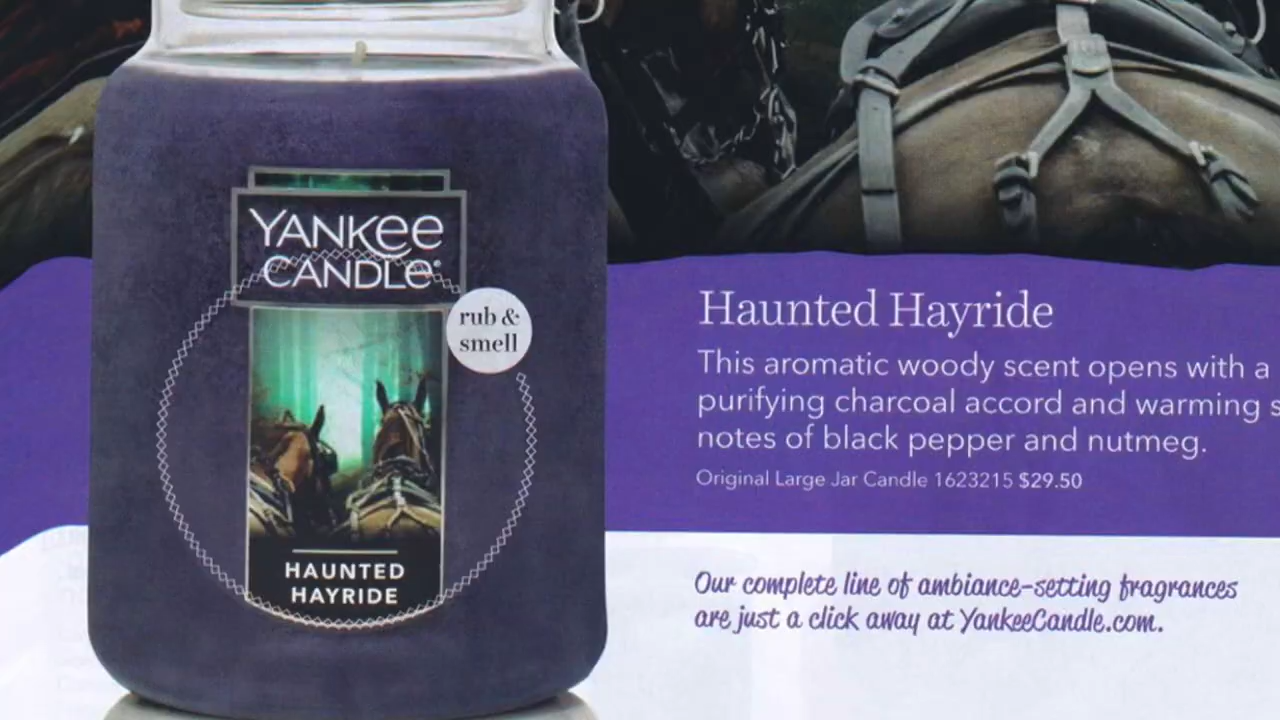 YANKEE
CANDLE®
rub &
smell
HAUNTED
HAYRIDE
Haunted Hayride
This aromatic woody scent opens with a
purifying charcoal accord and warming
notes of black pepper and nutmeg.
Original Large Jar Candle 1623215 $29.50
Our complete line of ambiance-setting fragrances
are just a click away at YankeeCandle.com.